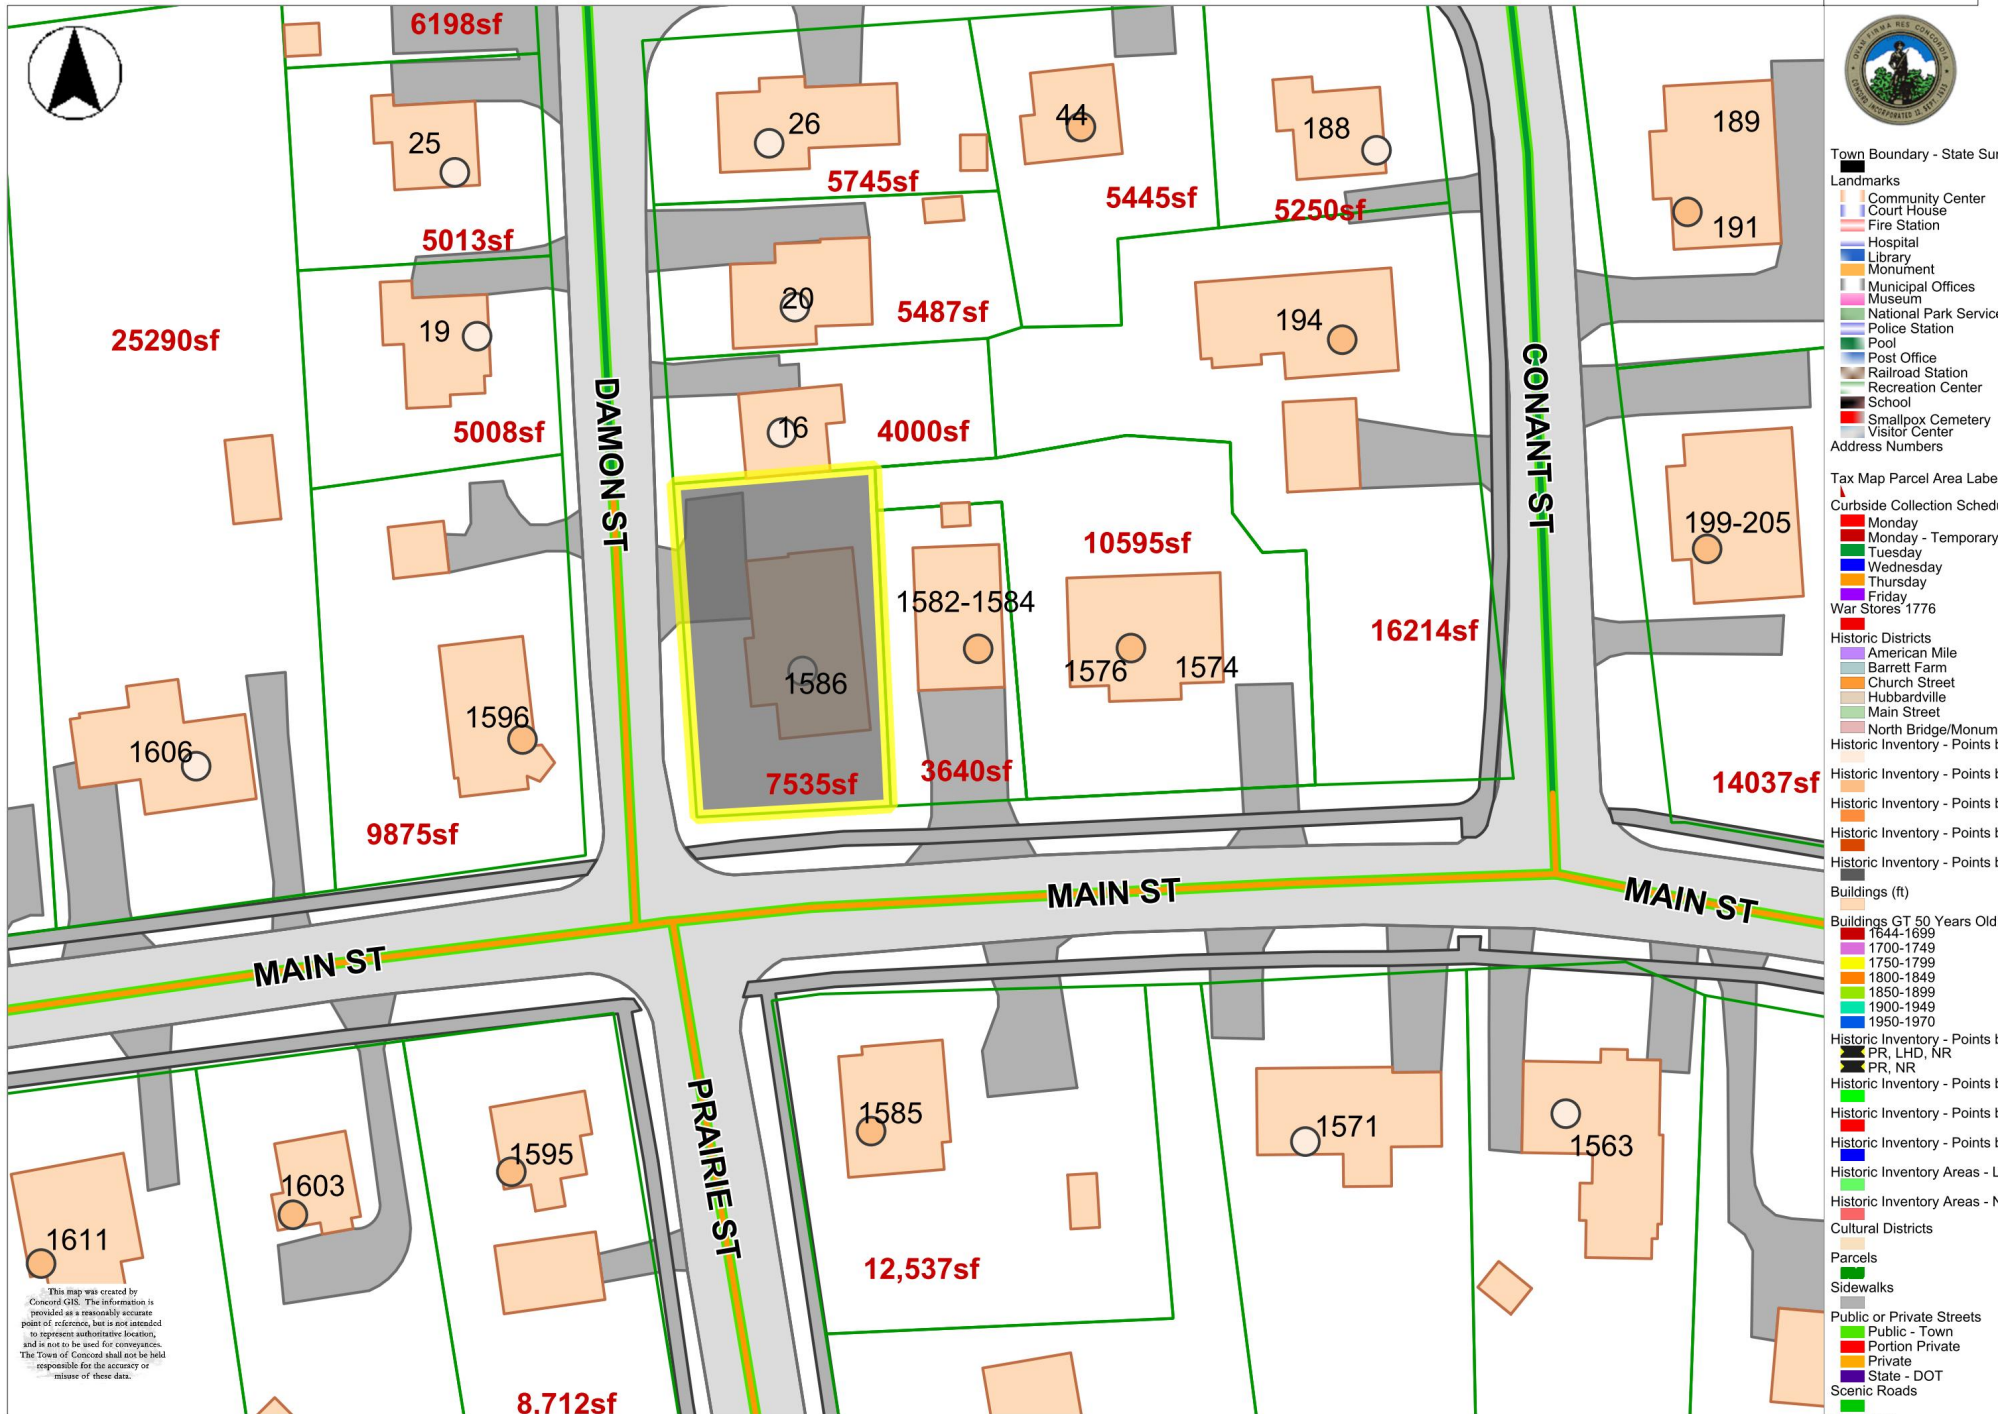 6198sf
25
26
44
188
189
5745sf
5445sf
5250sf
191
5013sf
20
5487sf
194
19
25290sf
5008sf
16
4000sf
DAMON ST
CONANT ST
199-205
10595sf
1582-1584
16214sf
1576
1574
1586
1596
1606
7535sf
3640sf
14037sf
9875sf
MAIN ST
MAIN ST
MAIN ST
PRAIRIE ST
1585
1571
1563
1595
1603
1611
12,537sf
8,712sf
This map was created by
Concord GIS. The information is
provided as a reasonably accurate
point of reference, but is not intended
to represent authoritative location,
and is not to be used for conveyances.
The Town of Concord shall not be held
responsible for the accuracy or
misuse of these data.
QVAM FIRMA RES CONCORDIA
CONCORD INCORPORATED 12, SEPT. 1635
Town Boundary - State Sur
Landmarks
Community Center
Court House
Fire Station
Hospital
Library
Monument
Municipal Offices
Museum
National Park Service
Police Station
Pool
Post Office
Railroad Station
Recreation Center
School
Smallpox Cemetery
Visitor Center
Address Numbers
Tax Map Parcel Area Labe
Curbside Collection Schedu
Monday
Monday - Temporary
Tuesday
Wednesday
Thursday
Friday
War Stores 1776
Historic Districts
American Mile
Barrett Farm
Church Street
Hubbardville
Main Street
North Bridge/Monum
Historic Inventory - Points b
Historic Inventory - Points b
Historic Inventory - Points b
Historic Inventory - Points b
Historic Inventory - Points b
Buildings (ft)
Buildings GT 50 Years Old
1644-1699
1700-1749
1750-1799
1800-1849
1850-1899
1900-1949
1950-1970
Historic Inventory - Points b
PR, LHD, NR
PR, NR
Historic Inventory - Points b
Historic Inventory - Points b
Historic Inventory - Points b
Historic Inventory Areas - L
Historic Inventory Areas - N
Cultural Districts
Parcels
Sidewalks
Public or Private Streets
Public - Town
Portion Private
Private
State - DOT
Scenic Roads